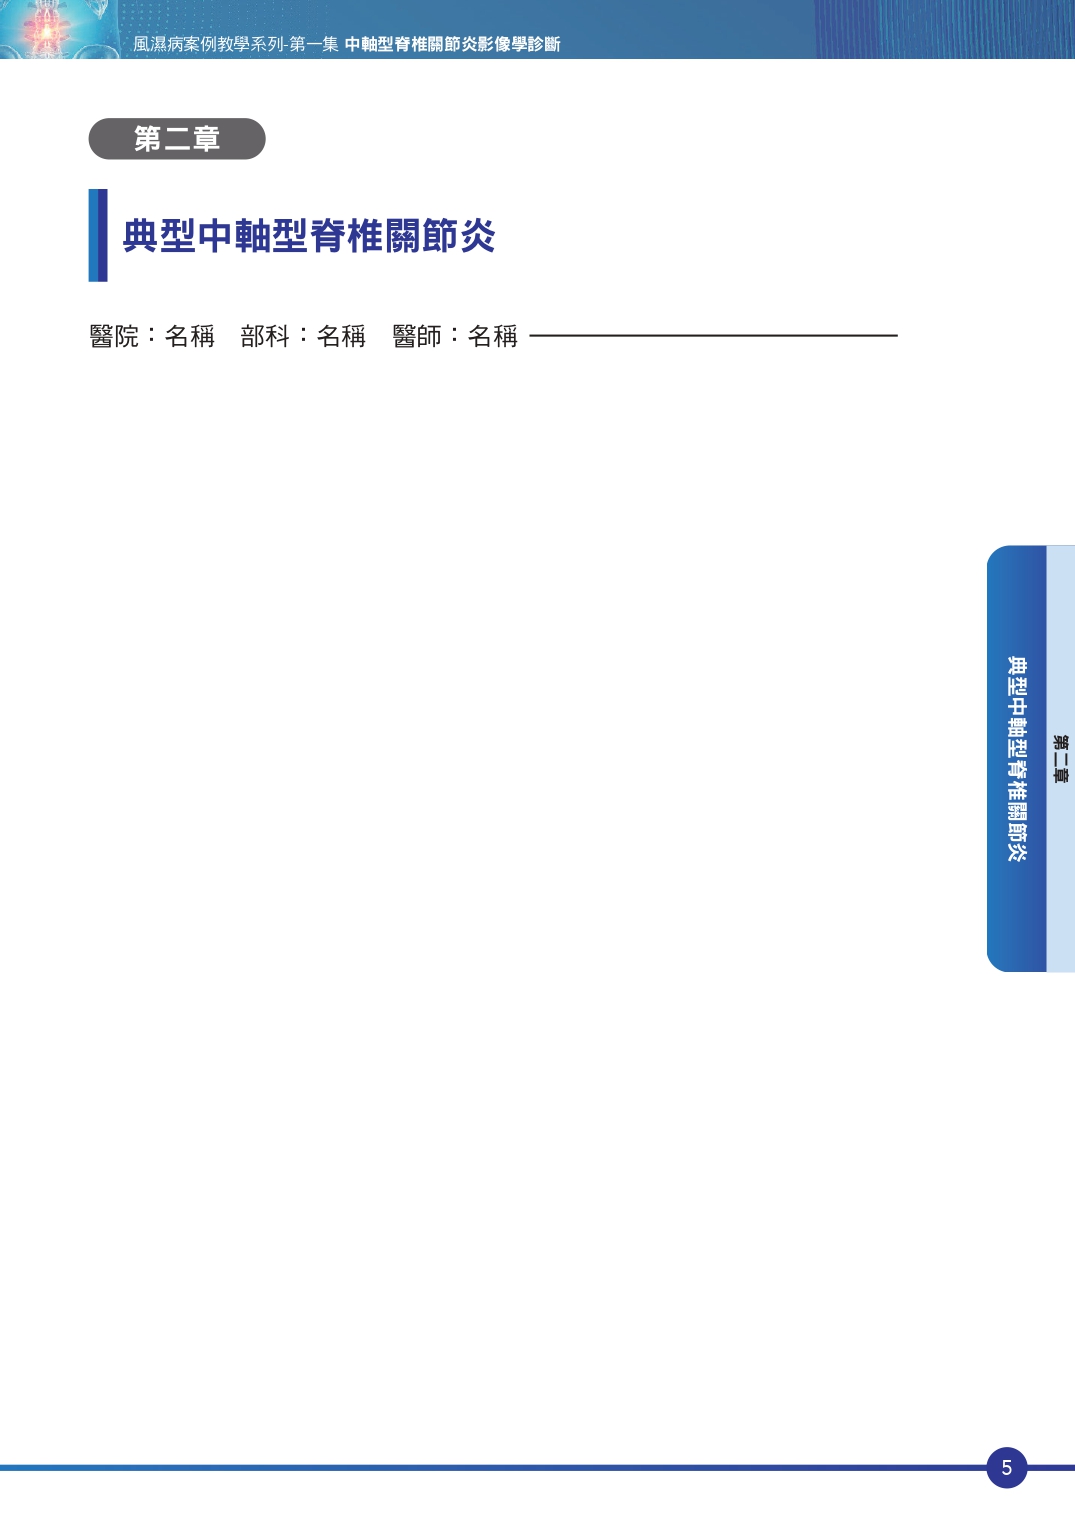 風濕病案例教學系列-第一集 中軸型脊椎關節炎影像學診斷
第二章
典型中軸型脊椎關節炎
醫院：名稱　部科：名稱　醫師：名稱
典型中軸型脊椎關節炎
第二章
5